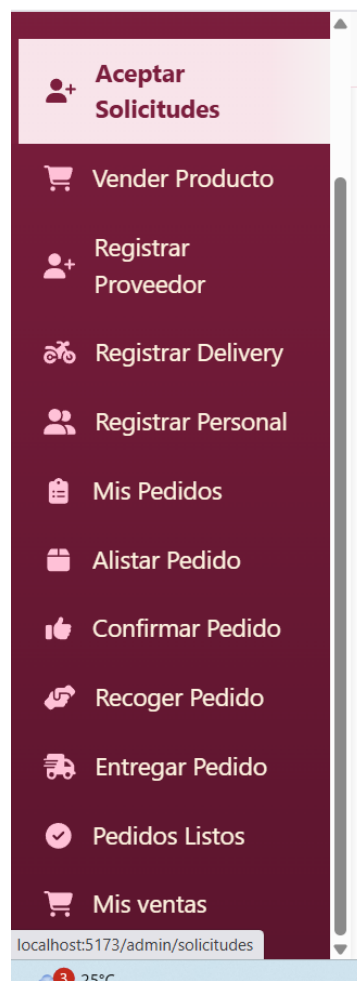 Aceptar
Solicitudes
Vender Producto
Registrar
Proveedor
Registrar Delivery
Registrar Personal
Mis Pedidos
Alistar Pedido
Confirmar Pedido
Recoger Pedido
Entregar Pedido
Pedidos Listos
Mis ventas
localhost:5173/admin/solicitudes
3 25°C